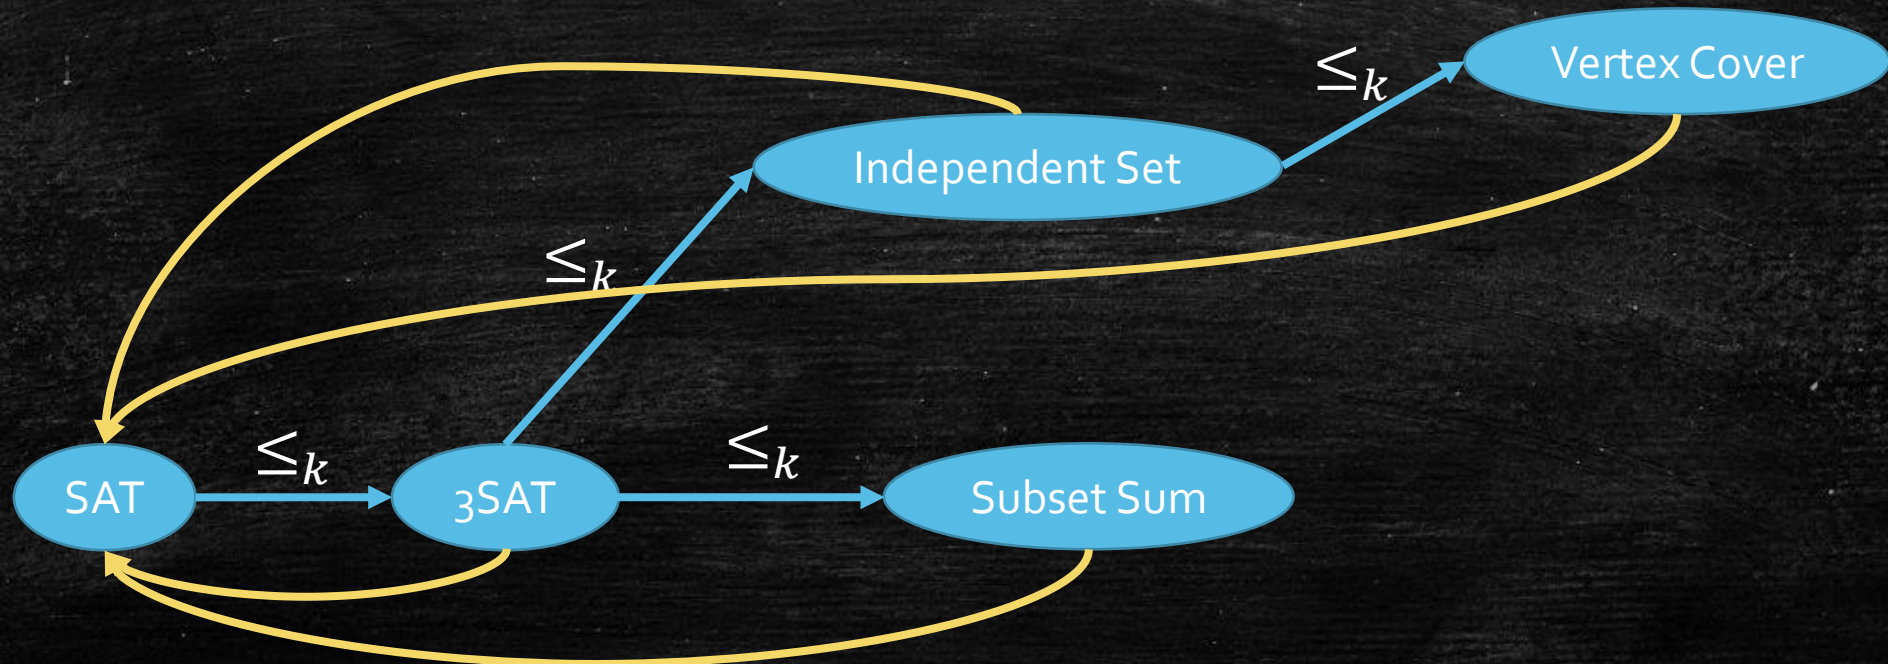 Vertex Cover
≤k
Independent Set
≤k
≤k
≤k
SAT
3SAT
Subset Sum